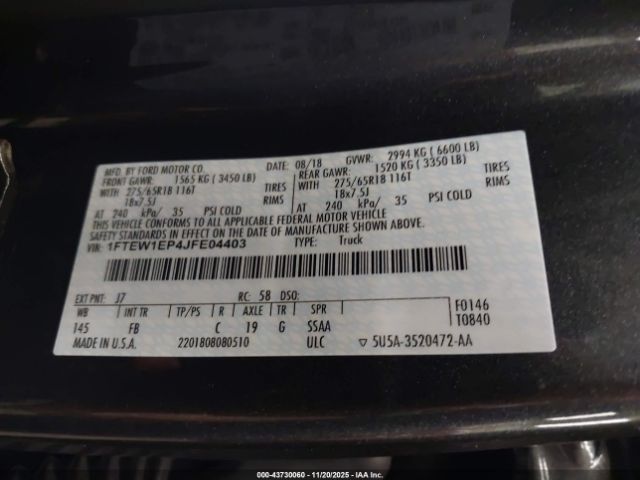 MFD. BY FORD MOTOR CO. 08/18 GVWR: 2994 KG ( 6600 LB)
FRONT GAWR: 1565 KG ( 3450 LB) REAR GAWR: 1520 KG ( 3350 LB)
WITH 275/65R18 116T TIRES WITH 275/65R18 116T TIRES
18x7.5J RIMS 18x7.5J RIMS
AT 240 kPa/ 35 PSI COLD AT 240 kPa/ 35 PSI COLD
THIS VEHICLE CONFORMS TO ALL APPLICABLE FEDERAL MOTOR VEHICLE
SAFETY STANDARDS IN EFFECT ON THE DATE OF MANUFACTURE SHOWN ABOVE.
VIN: 1FTEW1EP4JFE04403 TYPE: Truck
EXT PNT: J7 RC: 58 DSO: F0146
WB INT TR TP/PS R AXLE TR SPR T0840
145 FB C 19 G SSAA
MADE IN U.S.A. 2201808080510 ULC ▽ 5U5A-3520472-AA
000-43730060 - 11/20/2025 - IAA Inc.